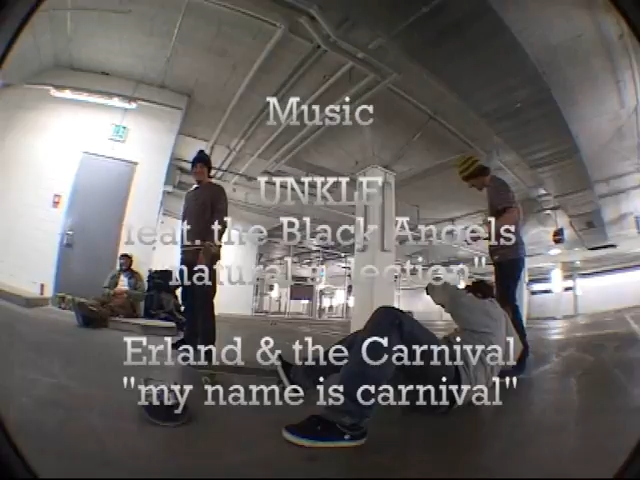 Music
UNKLE
feat. the Black Angels
natural selection"
Erland & the Carnival
"my name is carnival"